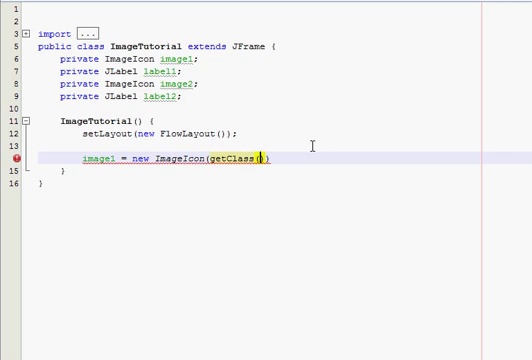 1
2
3 import ...
5 public class ImageTutorial extends JFrame {
6 private ImageIcon image1;
7 private JLabel label1;
8 private ImageIcon image2;
9 private JLabel label2;
10
11 ImageTutorial() {
12 setLayout(new FlowLayout());
13
image1 = new ImageIcon(getClass())
15 }
16 }